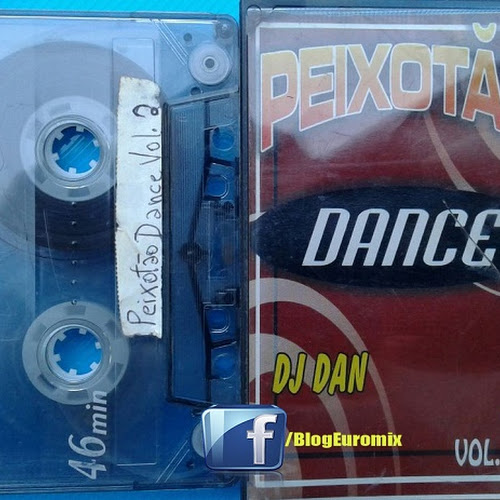 Peixotão Dance Vol. 2
46 min
PEIXOTÃ
DANCE
DJ DAN
VOL.
f /BlogEuromix